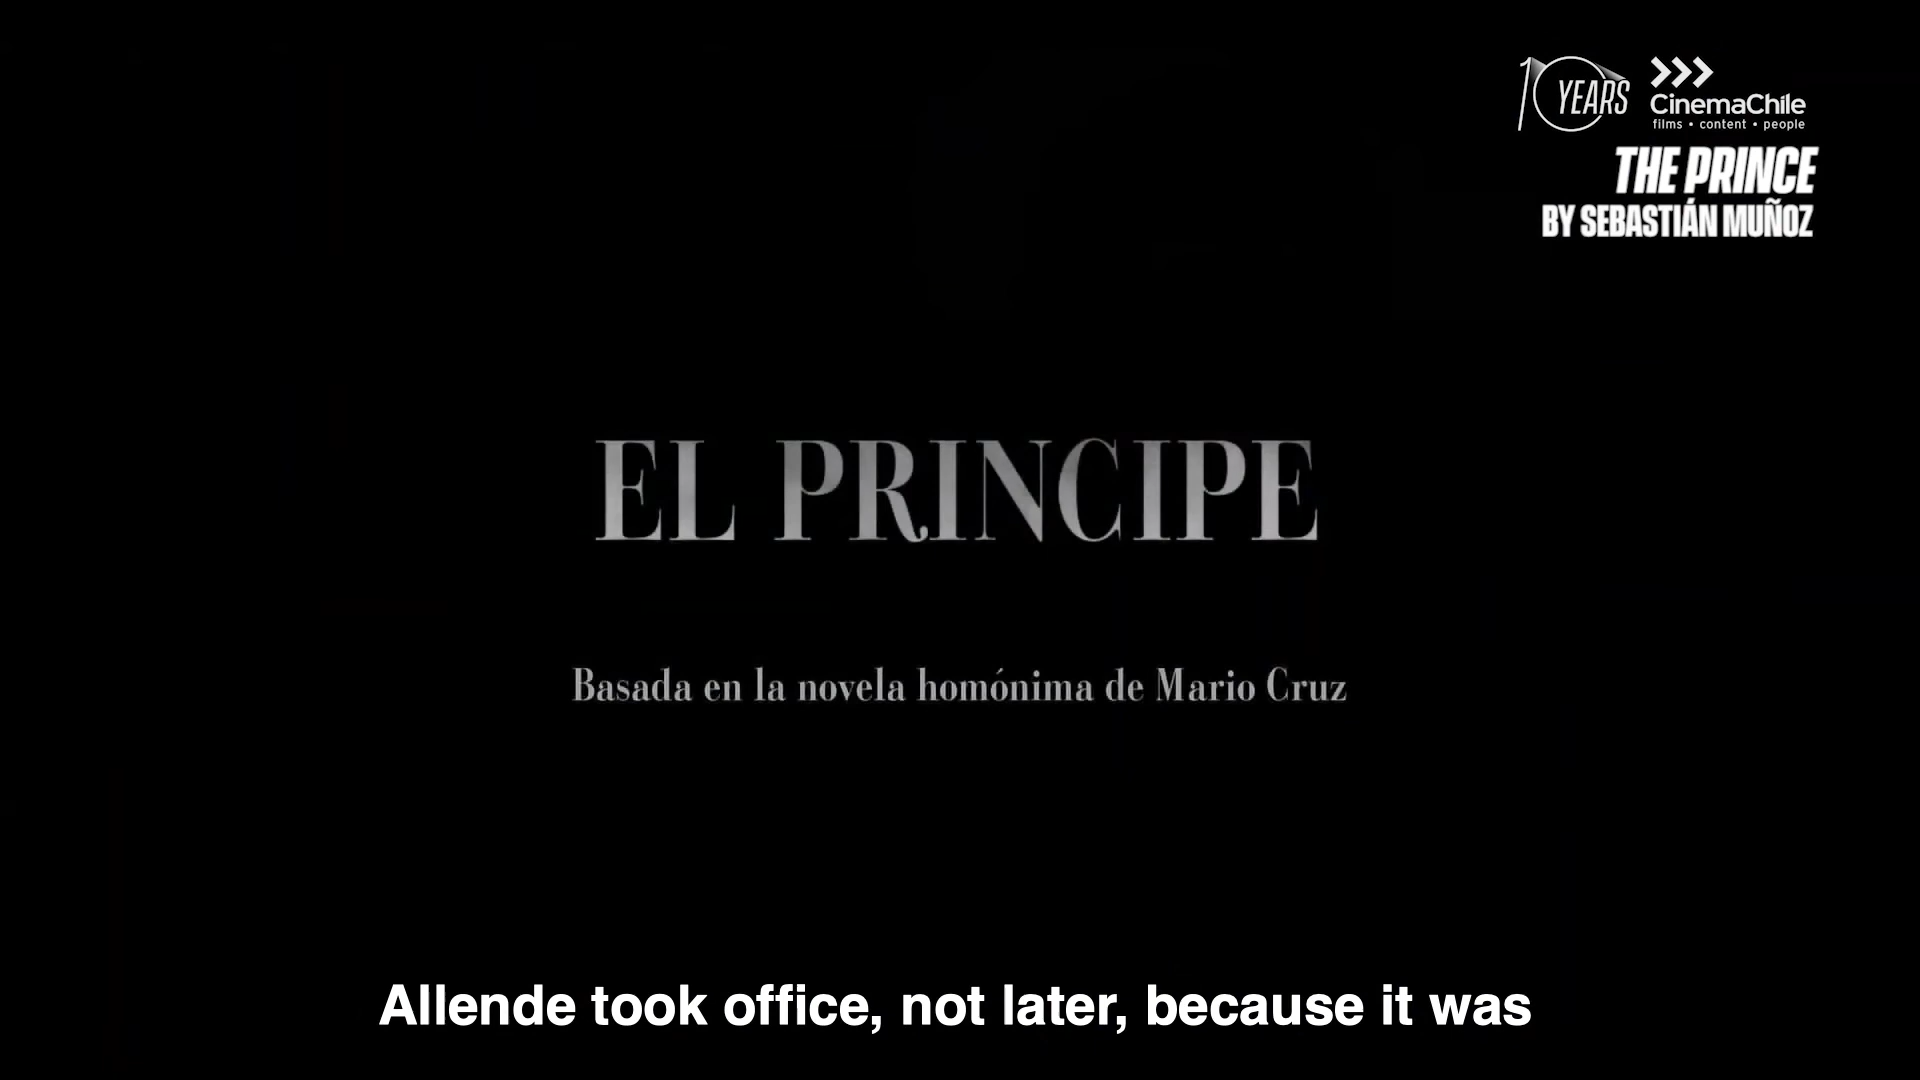 10 YEARS
CinemaChile
films • content • people
THE PRINCE
BY SEBASTIÁN MUÑOZ
EL PRINCIPE
Basada en la novela homónima de Mario Cruz
Allende took office, not later, because it was